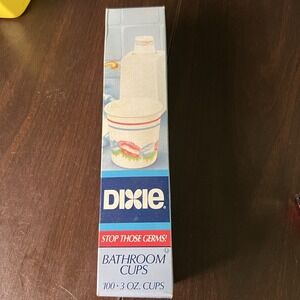 DIXIE®
STOP THOSE GERMS!
BATHROOM
CUPS
100 • 3 OZ. CUPS